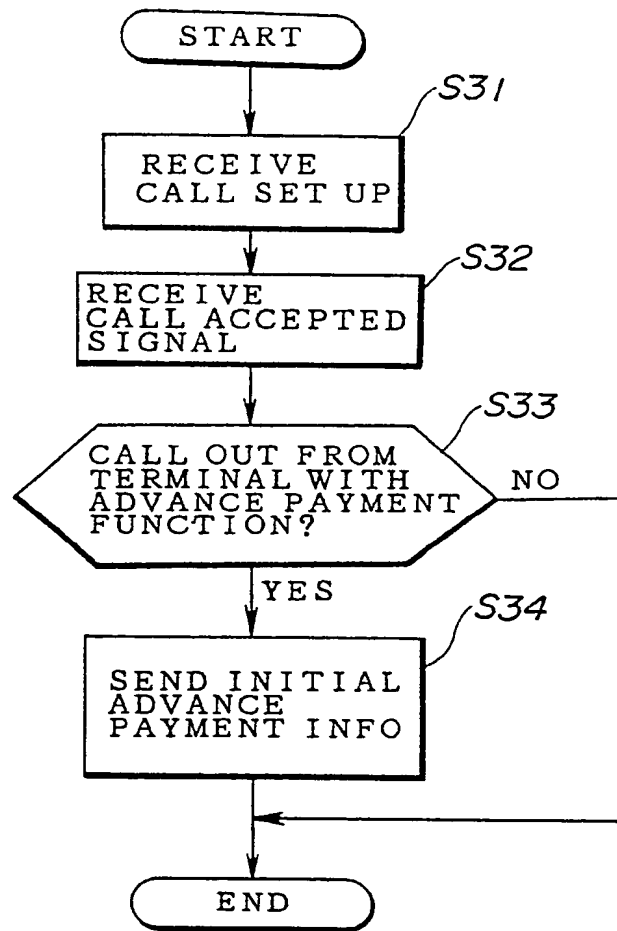 START
S31
RECEIVE
CALL SET UP
S32
RECEIVE
CALL ACCEPTED
SIGNAL
S33
CALL OUT FROM
TERMINAL WITH
ADVANCE PAYMENT
FUNCTION?
NO
YES
S34
SEND INITIAL
ADVANCE
PAYMENT INFO
END